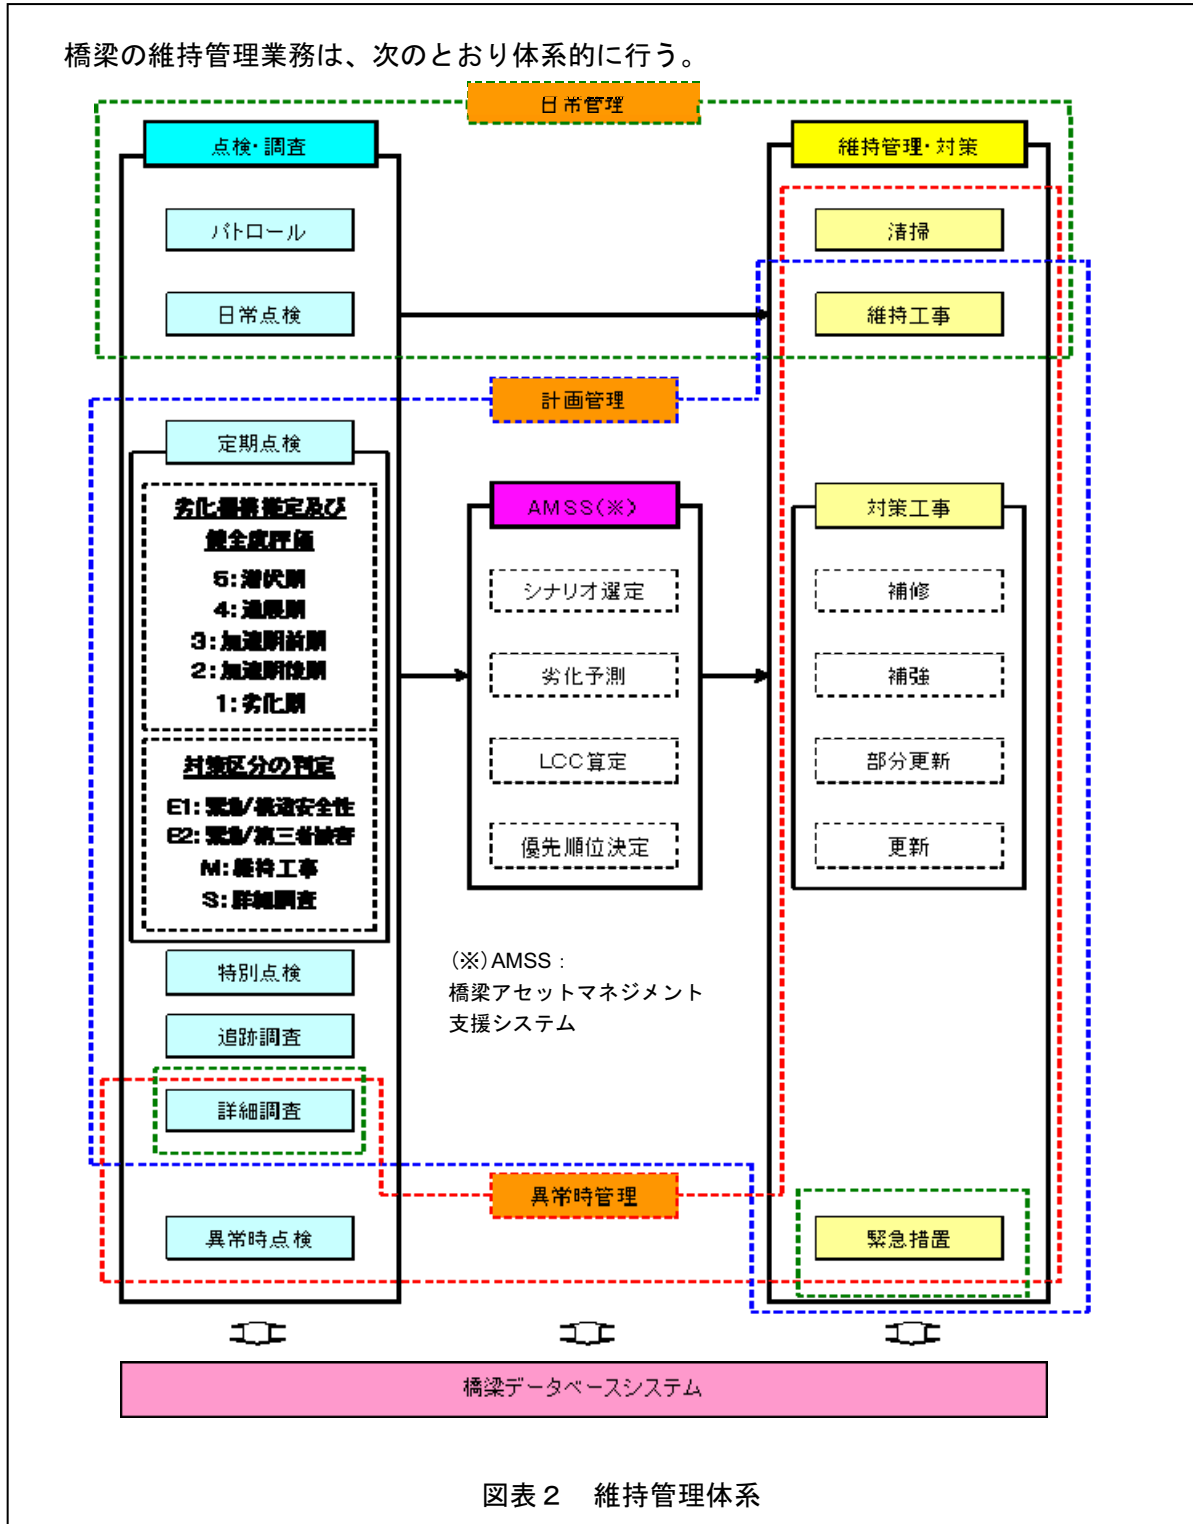 橋梁の維持管理業務は、次のとおり体系的に行う。
日常管理
点検・調査
維持管理・対策
パトロール
清掃
日常点検
維持工事
計画管理
定期点検
劣化機構推定及び
健全度評価
5:潜伏期
4:進展期
3:加速期前期
2:加速期後期
1:劣化期
対策区分の判定
E1:緊急/構造安全性
E2:緊急/第三者被害
M:維持工事
S:詳細調査
AMSS(※)
シナリオ選定
劣化予測
LCC算定
優先順位決定
対策工事
補修
補強
部分更新
更新
(※)AMSS：
橋梁アセットマネジメント
支援システム
特別点検
追跡調査
詳細調査
異常時管理
異常時点検
緊急措置
橋梁データベースシステム
図表２　維持管理体系